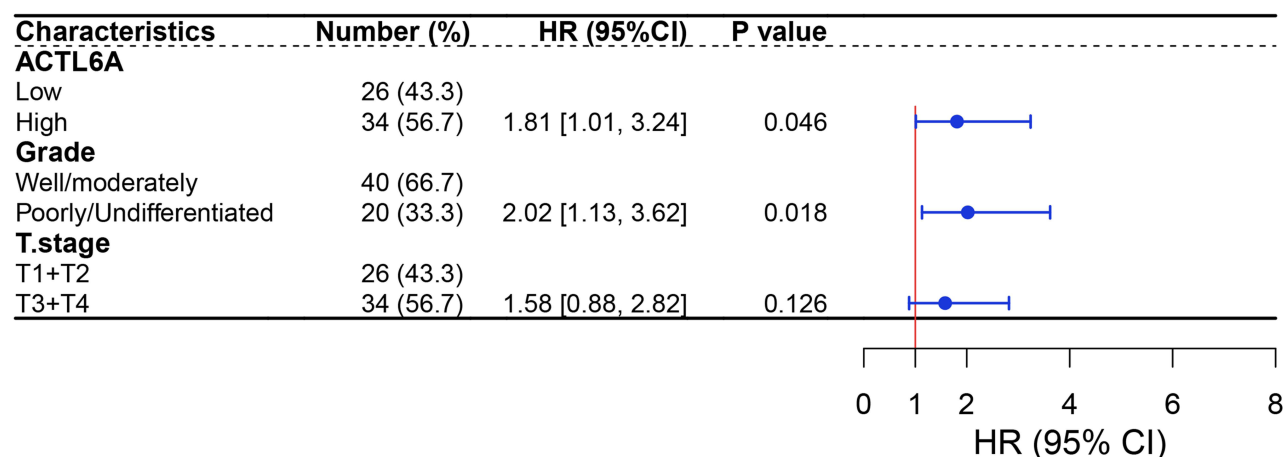 Characteristics Number (%) HR (95%CI) P value
ACTL6A
Low 26 (43.3)
High 34 (56.7) 1.81 [1.01, 3.24] 0.046
Grade
Well/moderately 40 (66.7)
Poorly/Undifferentiated 20 (33.3) 2.02 [1.13, 3.62] 0.018
T.stage
T1+T2 26 (43.3)
T3+T4 34 (56.7) 1.58 [0.88, 2.82] 0.126
0 1 2 4 6 8
HR (95% CI)